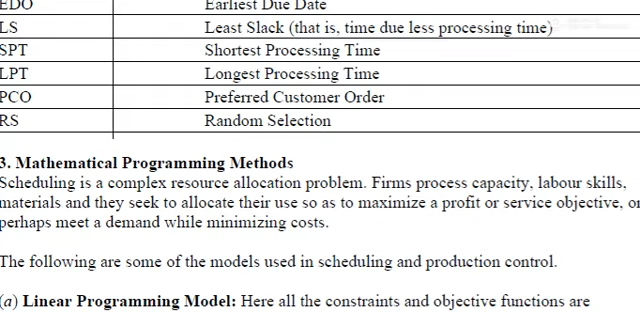 EDO Earliest Due Date
LS Least Slack (that is, time due less processing time)
SPT Shortest Processing Time
LPT Longest Processing Time
PCO Preferred Customer Order
RS Random Selection
3. Mathematical Programming Methods
Scheduling is a complex resource allocation problem. Firms process capacity, labour skills,
materials and they seek to allocate their use so as to maximize a profit or service objective, or
perhaps meet a demand while minimizing costs.
The following are some of the models used in scheduling and production control.
(a) Linear Programming Model: Here all the constraints and objective functions are